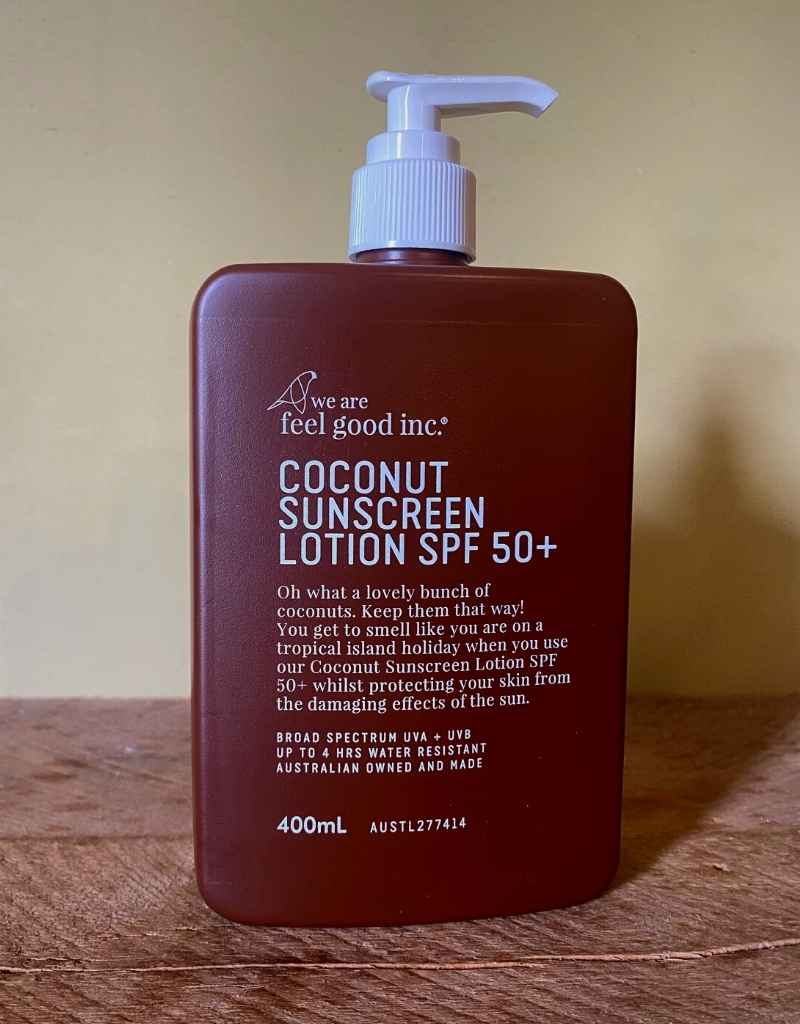 we are
feel good inc.®
COCONUT
SUNSCREEN
LOTION SPF 50+
Oh what a lovely bunch of
coconuts. Keep them that way!
You get to smell like you are on a
tropical island holiday when you use
our Coconut Sunscreen Lotion SPF
50+ whilst protecting your skin from
the damaging effects of the sun.
BROAD SPECTRUM UVA + UVB
UP TO 4 HRS WATER RESISTANT
AUSTRALIAN OWNED AND MADE
400mL AUSTL277414